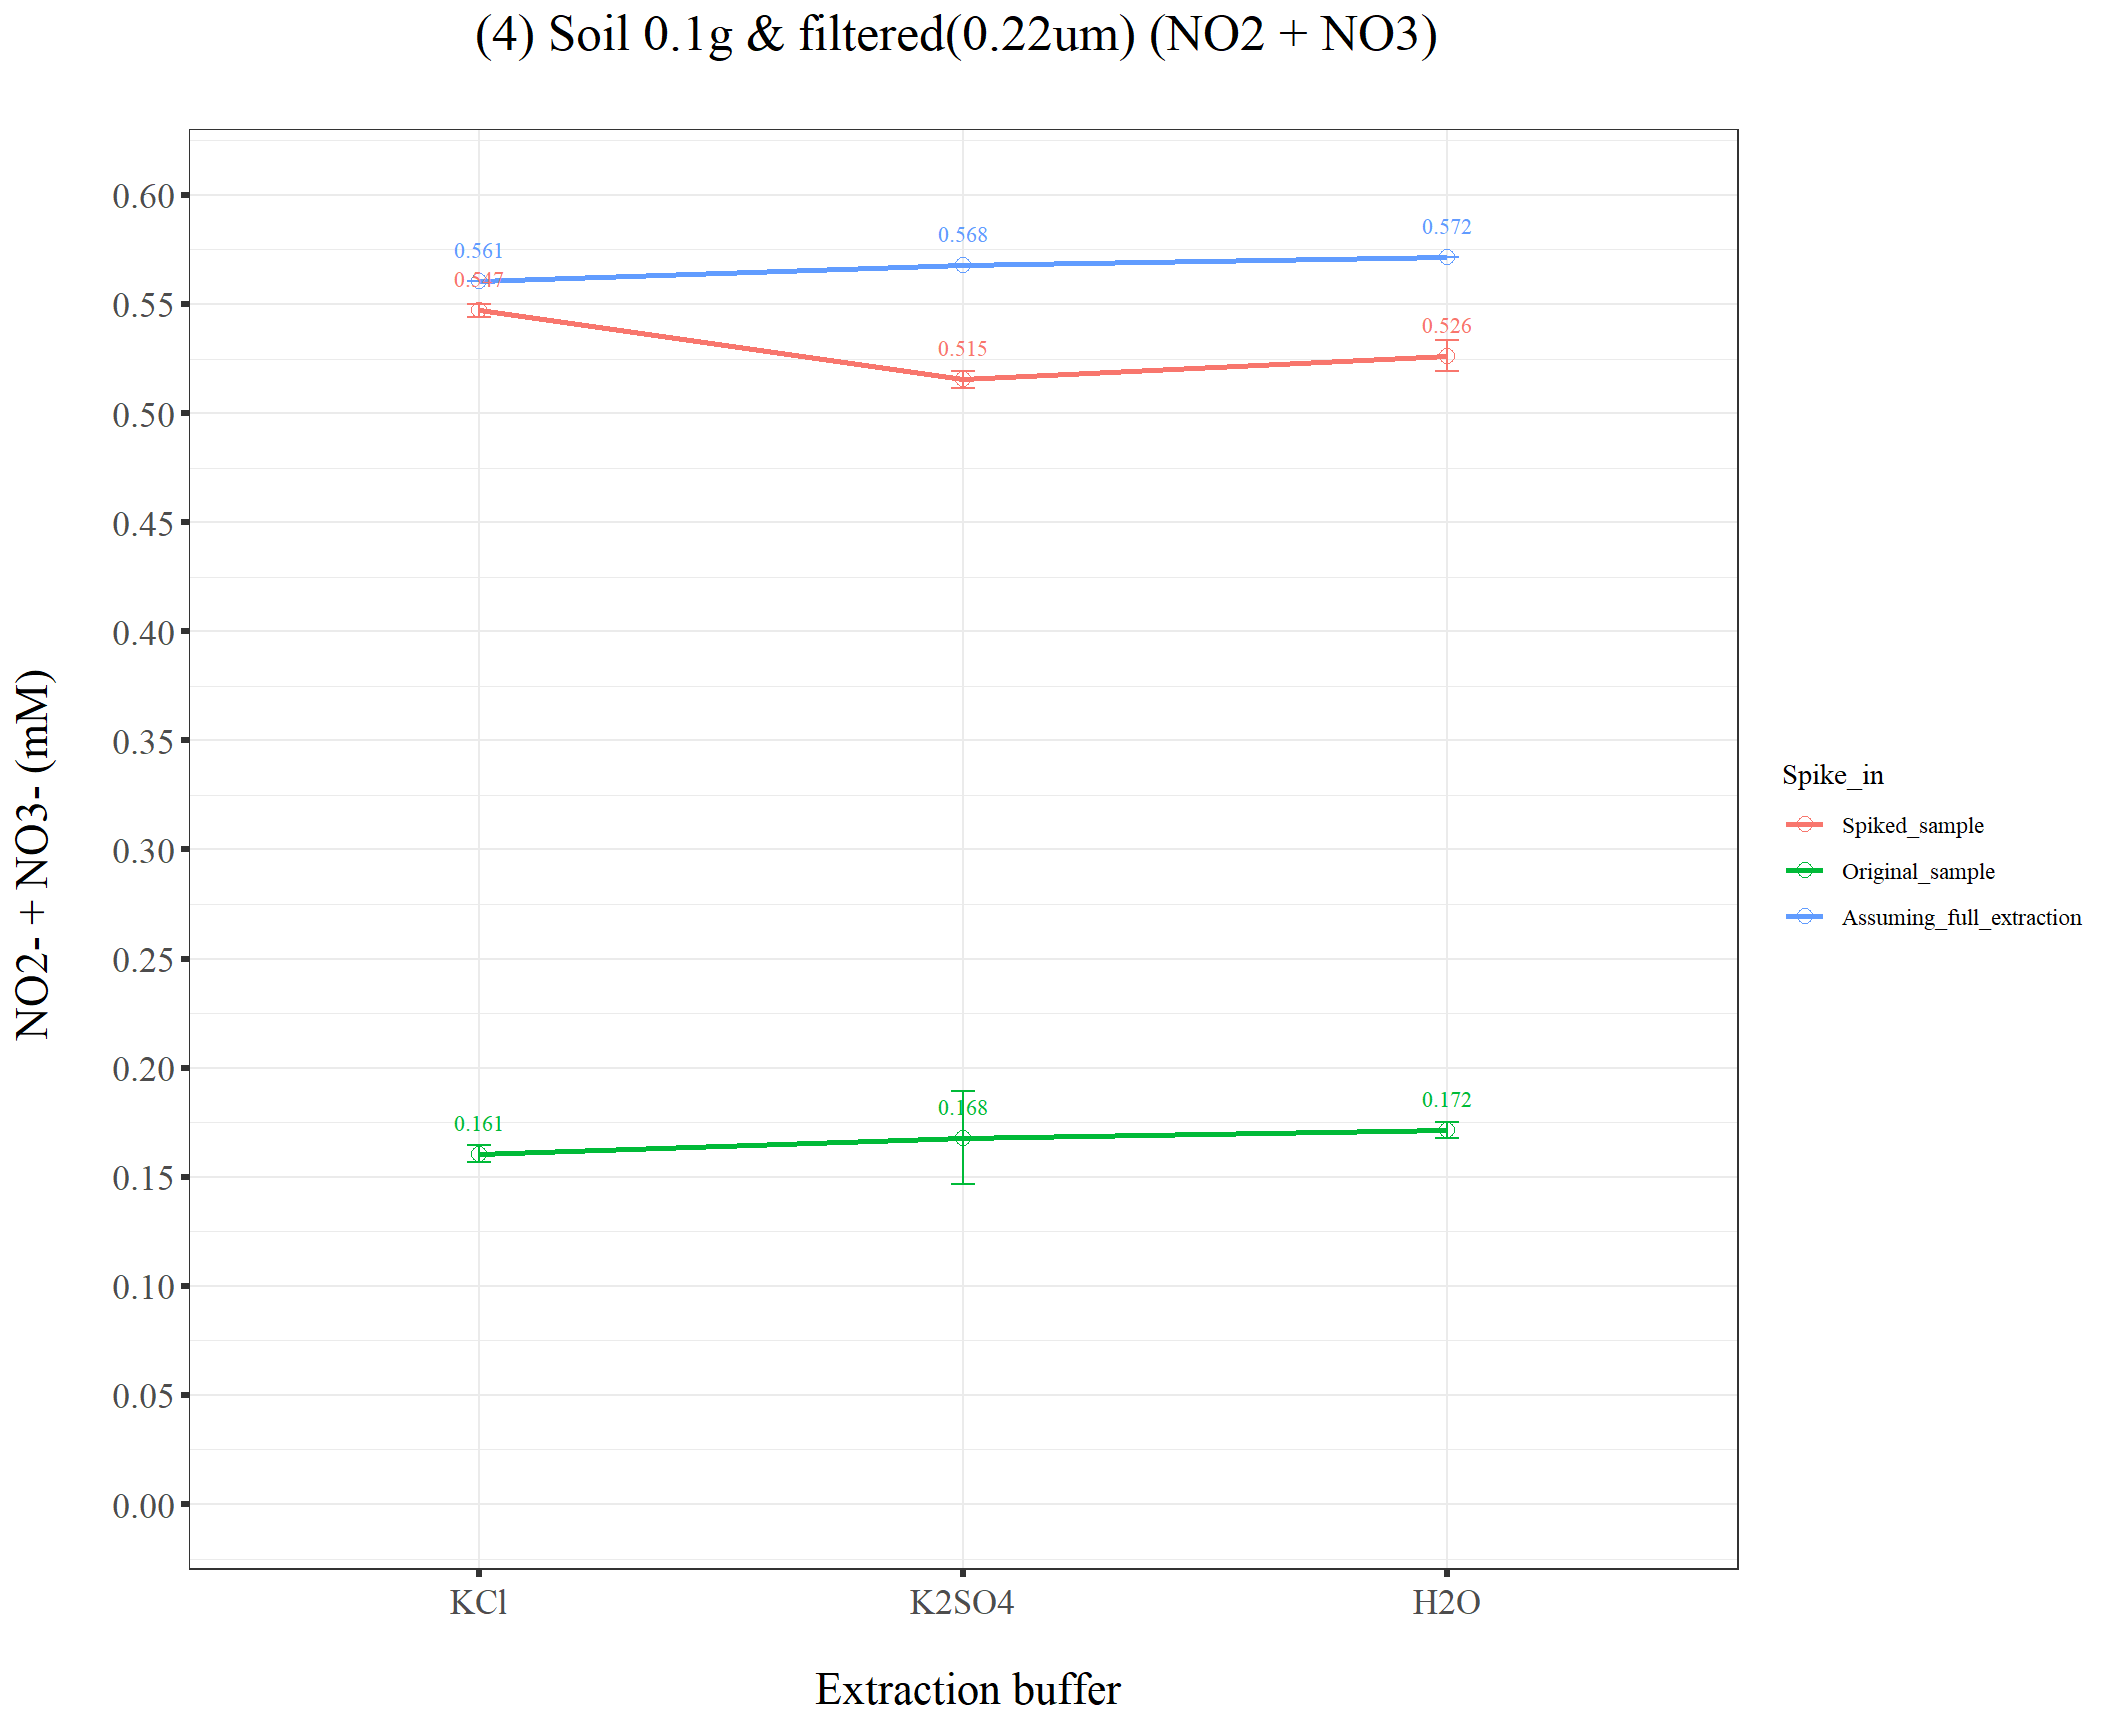 (4) Soil 0.1g & filtered(0.22um) (NO2 + NO3)
NO2- + NO3- (mM)
0.60
0.55
0.50
0.45
0.40
0.35
0.30
0.25
0.20
0.15
0.10
0.05
0.00
0.561
0.568
0.572
0.547
0.515
0.526
0.161
0.168
0.172
KCl
K2SO4
H2O
Extraction buffer
Spike_in
Spiked_sample
Original_sample
Assuming_full_extraction